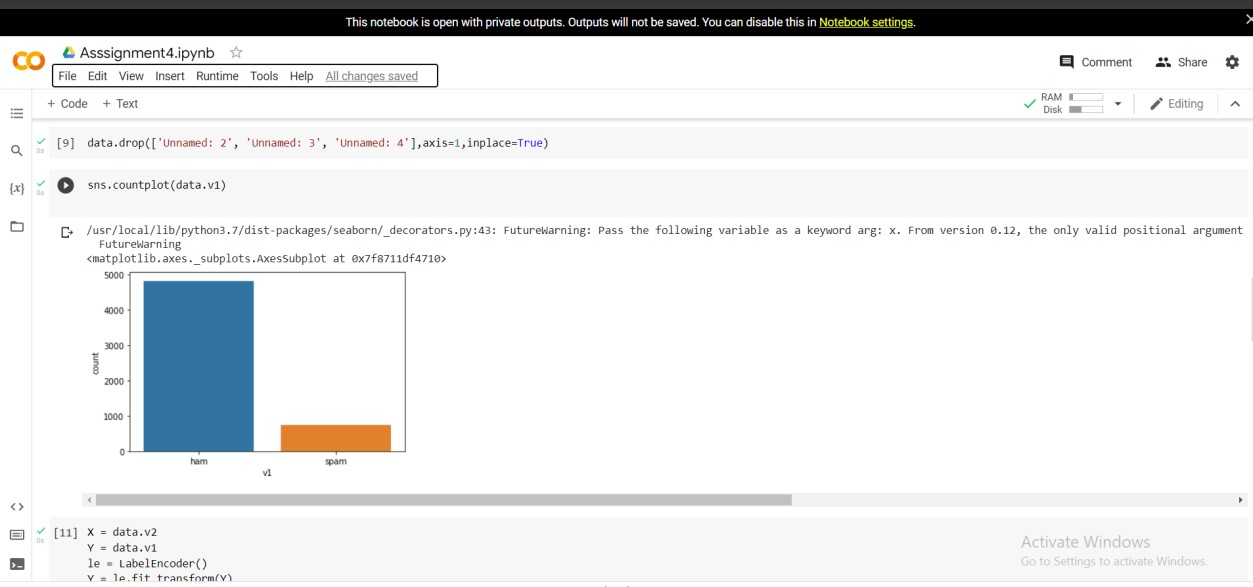 This notebook is open with private outputs. Outputs will not be saved. You can disable this in Notebook settings.
Asssignment4.ipynb
File Edit View Insert Runtime Tools Help All changes saved
Comment Share
+ Code + Text
RAM
Disk
Editing
[9] data.drop(['Unnamed: 2', 'Unnamed: 3', 'Unnamed: 4'],axis=1,inplace=True)
0s
{x}
0s
sns.countplot(data.v1)
/usr/local/lib/python3.7/dist-packages/seaborn/_decorators.py:43: FutureWarning: Pass the following variable as a keyword arg: x. From version 0.12, the only valid positional argument
FutureWarning
<matplotlib.axes._subplots.AxesSubplot at 0x7f8711df4710>
5000
4000
3000
2000
1000
0
count
ham spam
v1
[11] X = data.v2
0s
Y = data.v1
le = LabelEncoder()
Y = le.fit_transform(Y)
Activate Windows
Go to Settings to activate Windows.